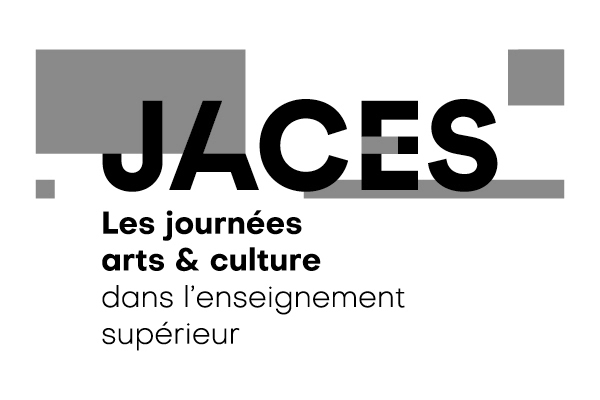 JACES
Les journées
arts & culture
dans l’enseignement
supérieur